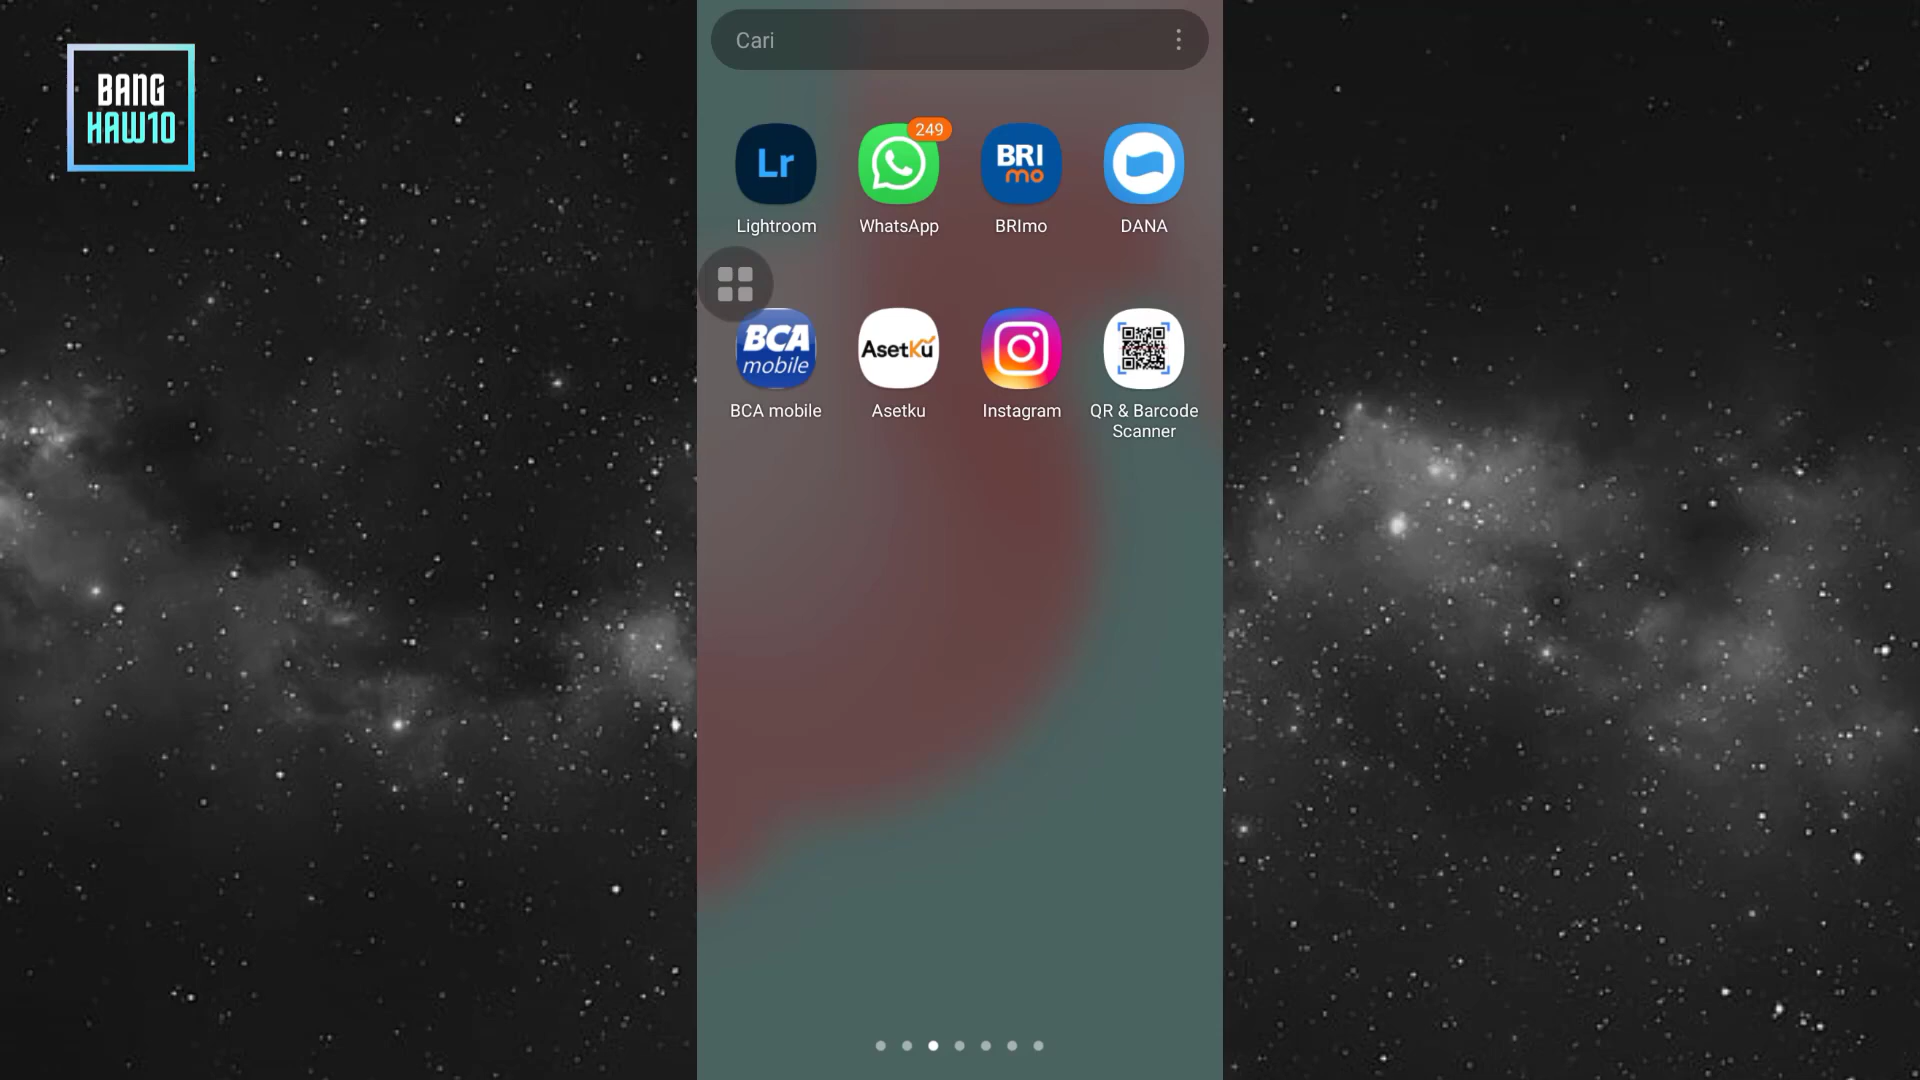 BANG
HAW10
Cari
Lr
249
BRI
mo
Lightroom
WhatsApp
BRImo
DANA
BCA
mobile
AsetKu
BCA mobile
Asetku
Instagram
QR & Barcode
Scanner